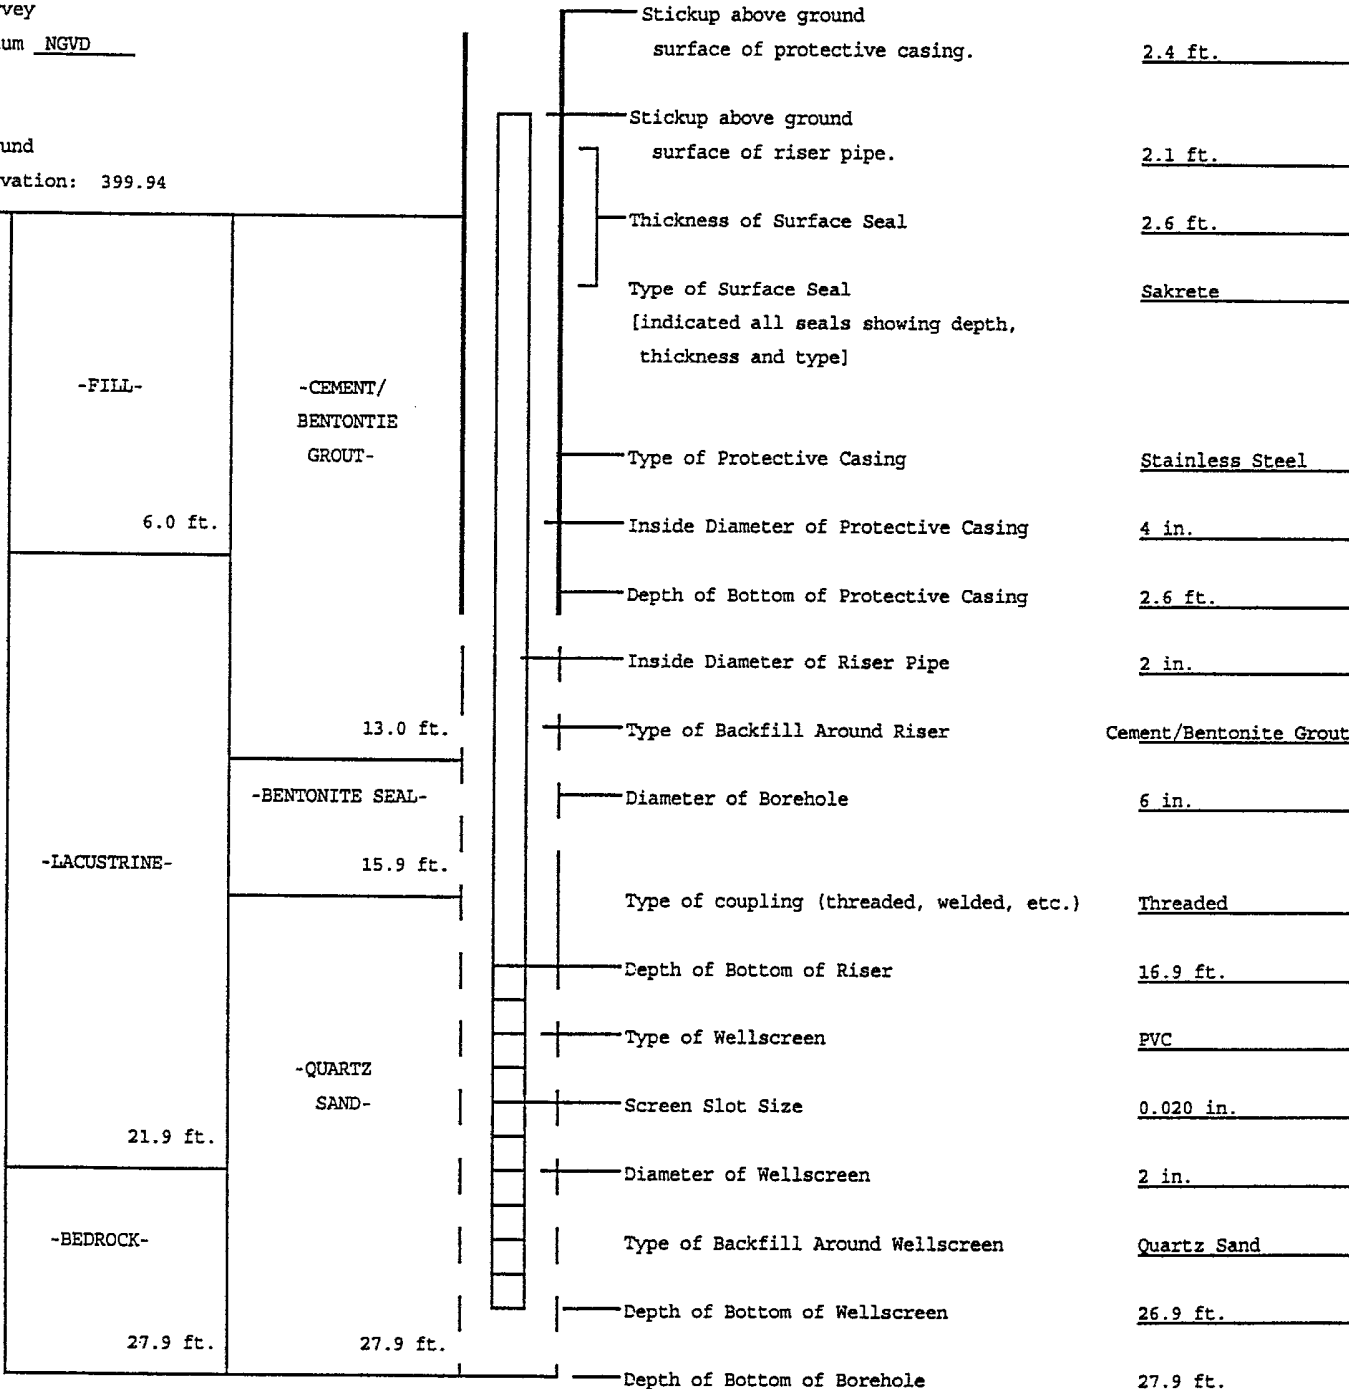 rvey
um NGVD
und
vation: 399.94
Stickup above ground
surface of protective casing. 2.4 ft.
Stickup above ground
surface of riser pipe. 2.1 ft.
Thickness of Surface Seal 2.6 ft.
Type of Surface Seal Sakrete
[indicated all seals showing depth,
thickness and type]
-FILL-
-CEMENT/
BENTONTIE
GROUT-
Type of Protective Casing Stainless Steel
6.0 ft.
Inside Diameter of Protective Casing 4 in.
Depth of Bottom of Protective Casing 2.6 ft.
Inside Diameter of Riser Pipe 2 in.
13.0 ft.
Type of Backfill Around Riser Cement/Bentonite Grout
-BENTONITE SEAL-
Diameter of Borehole 6 in.
-LACUSTRINE-
15.9 ft.
Type of coupling (threaded, welded, etc.) Threaded
Depth of Bottom of Riser 16.9 ft.
Type of Wellscreen PVC
-QUARTZ
SAND-
Screen Slot Size 0.020 in.
21.9 ft.
Diameter of Wellscreen 2 in.
-BEDROCK-
Type of Backfill Around Wellscreen Quartz Sand
Depth of Bottom of Wellscreen 26.9 ft.
27.9 ft.
27.9 ft.
Depth of Bottom of Borehole 27.9 ft.